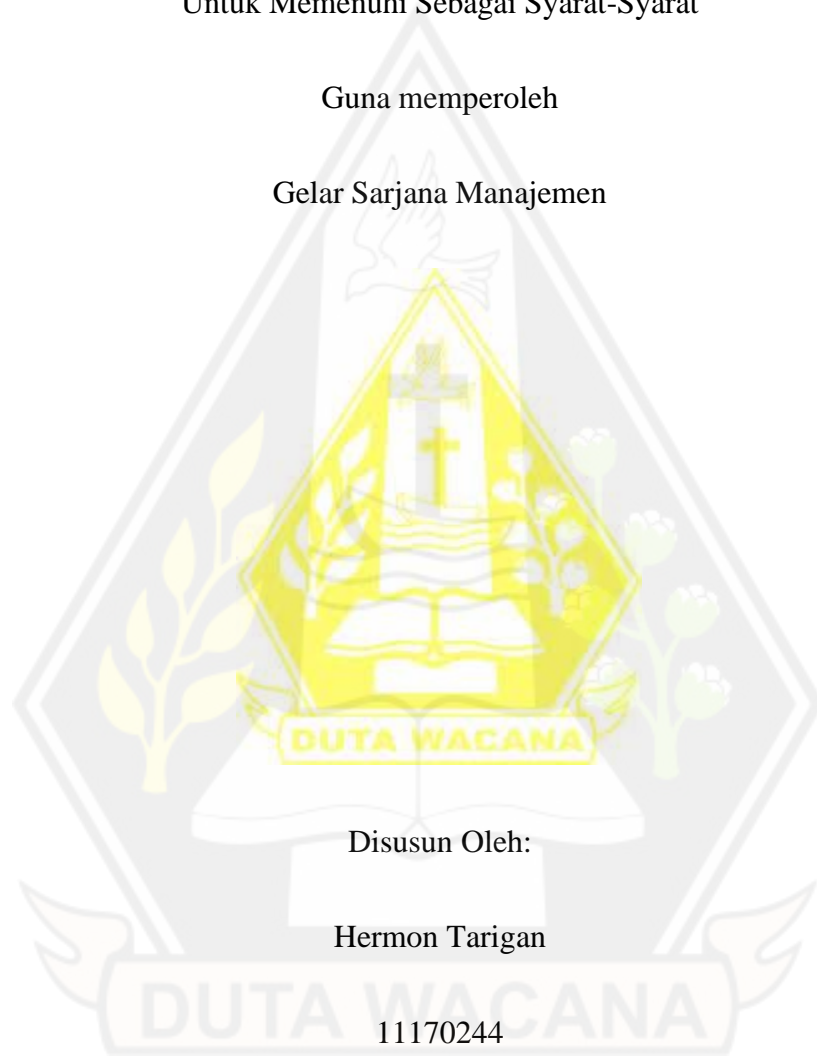 Untuk Memenuhi Sebagai Syarat-Syarat
Guna memperoleh
Gelar Sarjana Manajemen
DUTA WACANA
Disusun Oleh:
Hermon Tarigan
DUTA WACANA
11170244